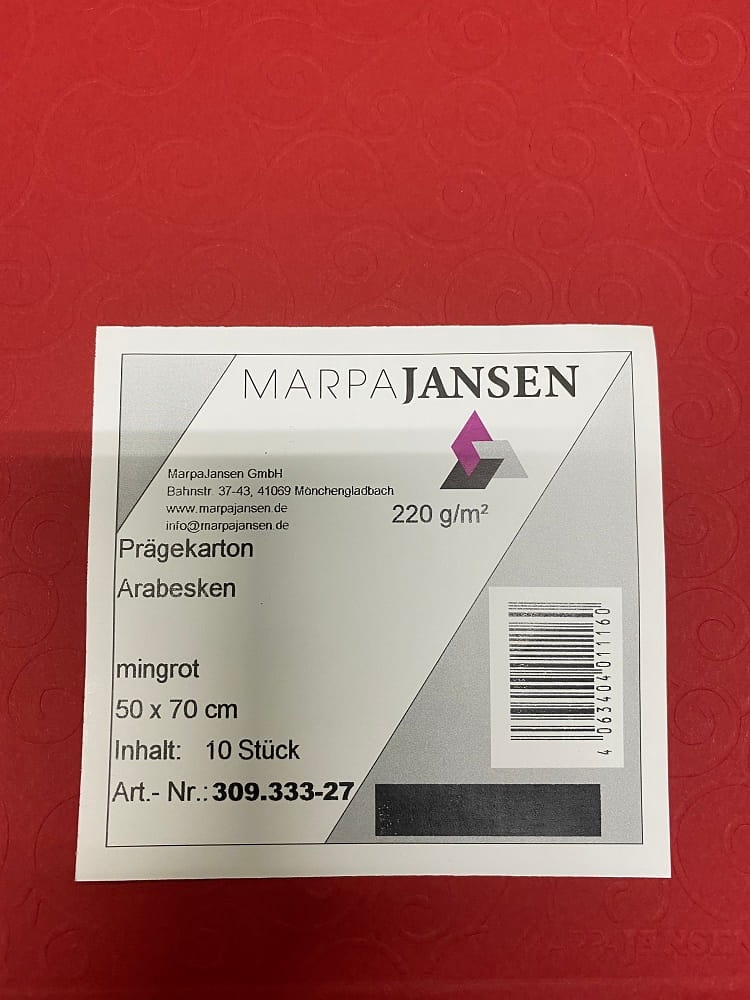 MARPAJANSEN
MarpaJansen GmbH
Bahnstr. 37-43, 41069 Mönchengladbach
www.marpajansen.de
info@marpajansen.de
220 g/m²
Prägekarton
Arabesken
mingrot
50 x 70 cm
Inhalt: 10 Stück
Art.- Nr.: 309.333-27
4 063404 011160
MARPAJANSEN